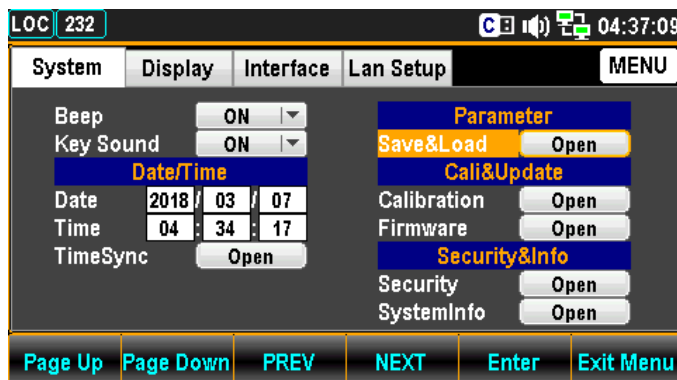 LOC 232 C 04:37:09
System Display Interface Lan Setup MENU
Beep ON
Key Sound ON
Date/Time
Date 2018 / 03 / 07
Time 04 : 34 : 17
TimeSync Open
Parameter
Save&Load Open
Cali&Update
Calibration Open
Firmware Open
Security&Info
Security Open
SystemInfo Open
Page Up Page Down PREV NEXT Enter Exit Menu